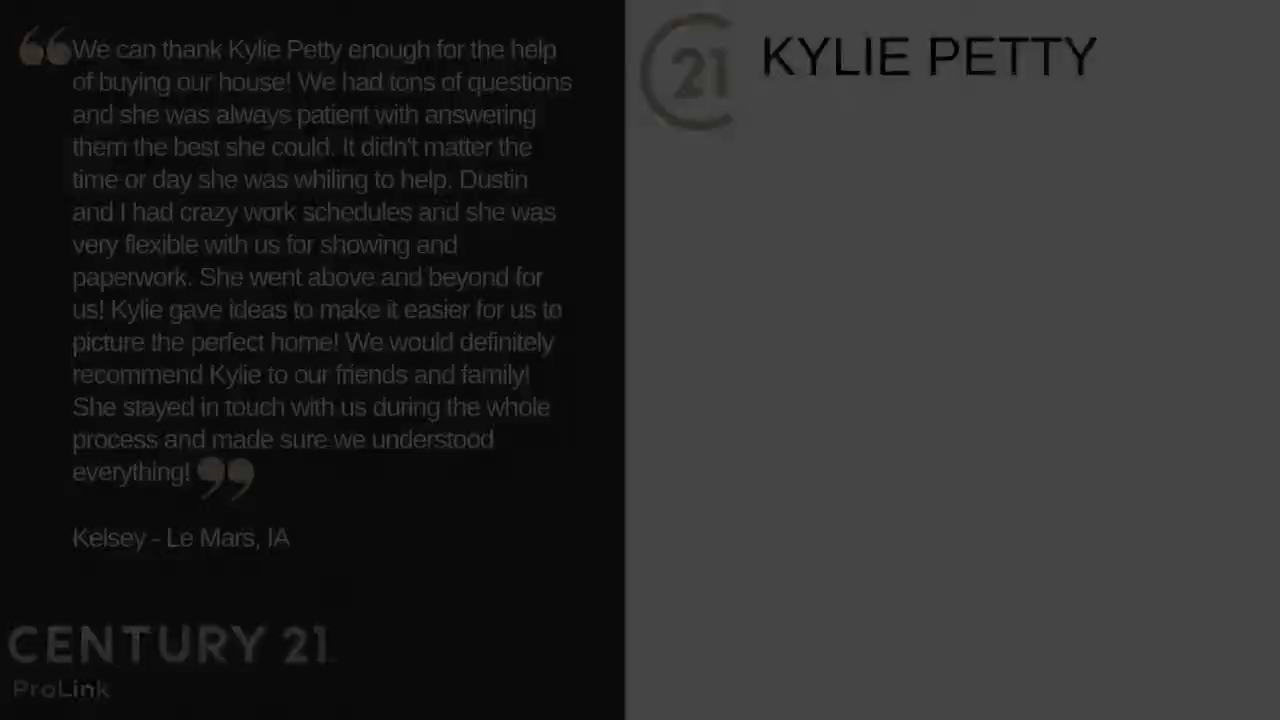 We can thank Kylie Petty enough for the help
of buying our house! We had tons of questions
and she was always patient with answering
them the best she could. It didn't matter the
time or day she was whiling to help. Dustin
and I had crazy work schedules and she was
very flexible with us for showing and
paperwork. She went above and beyond for
us! Kylie gave ideas to make it easier for us to
picture the perfect home! We would definitely
recommend Kylie to our friends and family!
She stayed in touch with us during the whole
process and made sure we understood
everything!
Kelsey - Le Mars, IA
CENTURY 21
ProLink
21
KYLIE PETTY